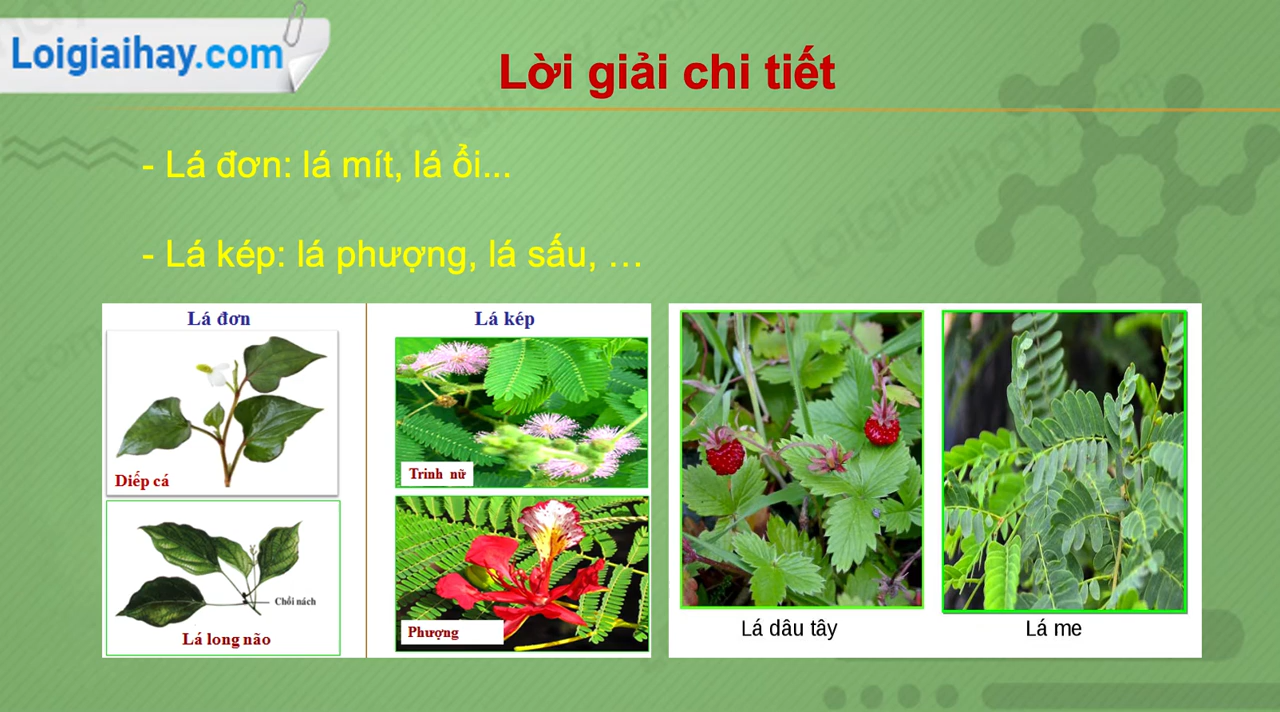 Loigiaihay.com
Lời giải chi tiết
- Lá đơn: lá mít, lá ổi...
- Lá kép: lá phượng, lá sấu, ...
Lá đơn
Lá kép
Diếp cá
Trinh nữ
Chồi nách
Lá long não
Phượng
Lá dâu tây
Lá me